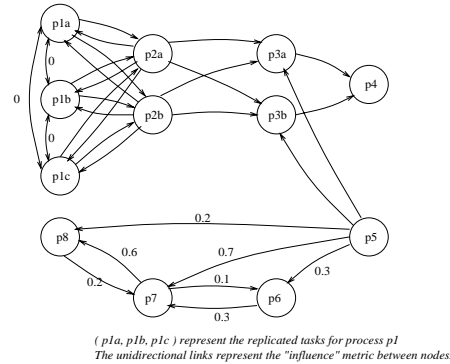 p1a
p2a
p3a
0
p4
0
p1b
p2b
p3b
0
p1c
0.2
p8
p5
0.6
0.7
0.3
0.2
0.1
p7
p6
0.3
( p1a, p1b, p1c ) represent the replicated tasks for process p1
The unidirectional links represent the "influence" metric between nodes